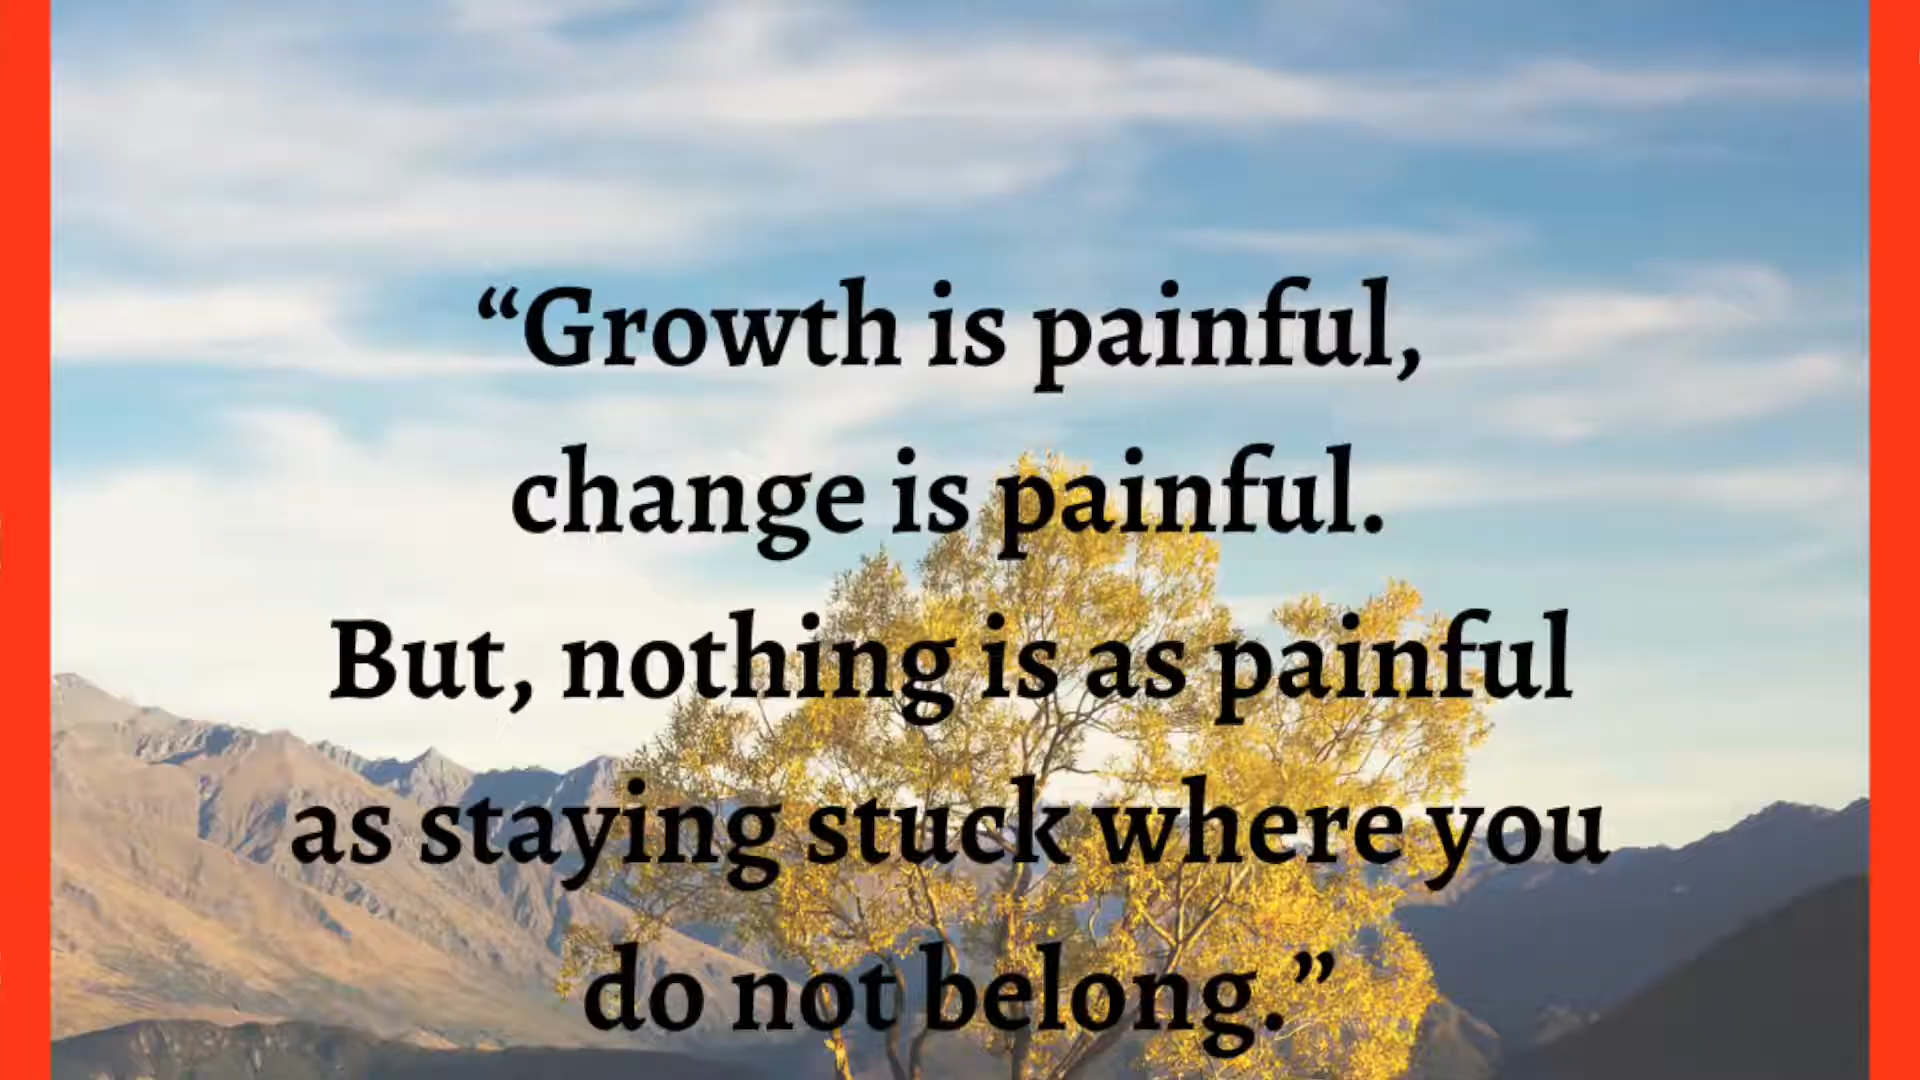 “Growth is painful,
change is painful.
But, nothing is as painful
as staying stuck where you
do not belong.”